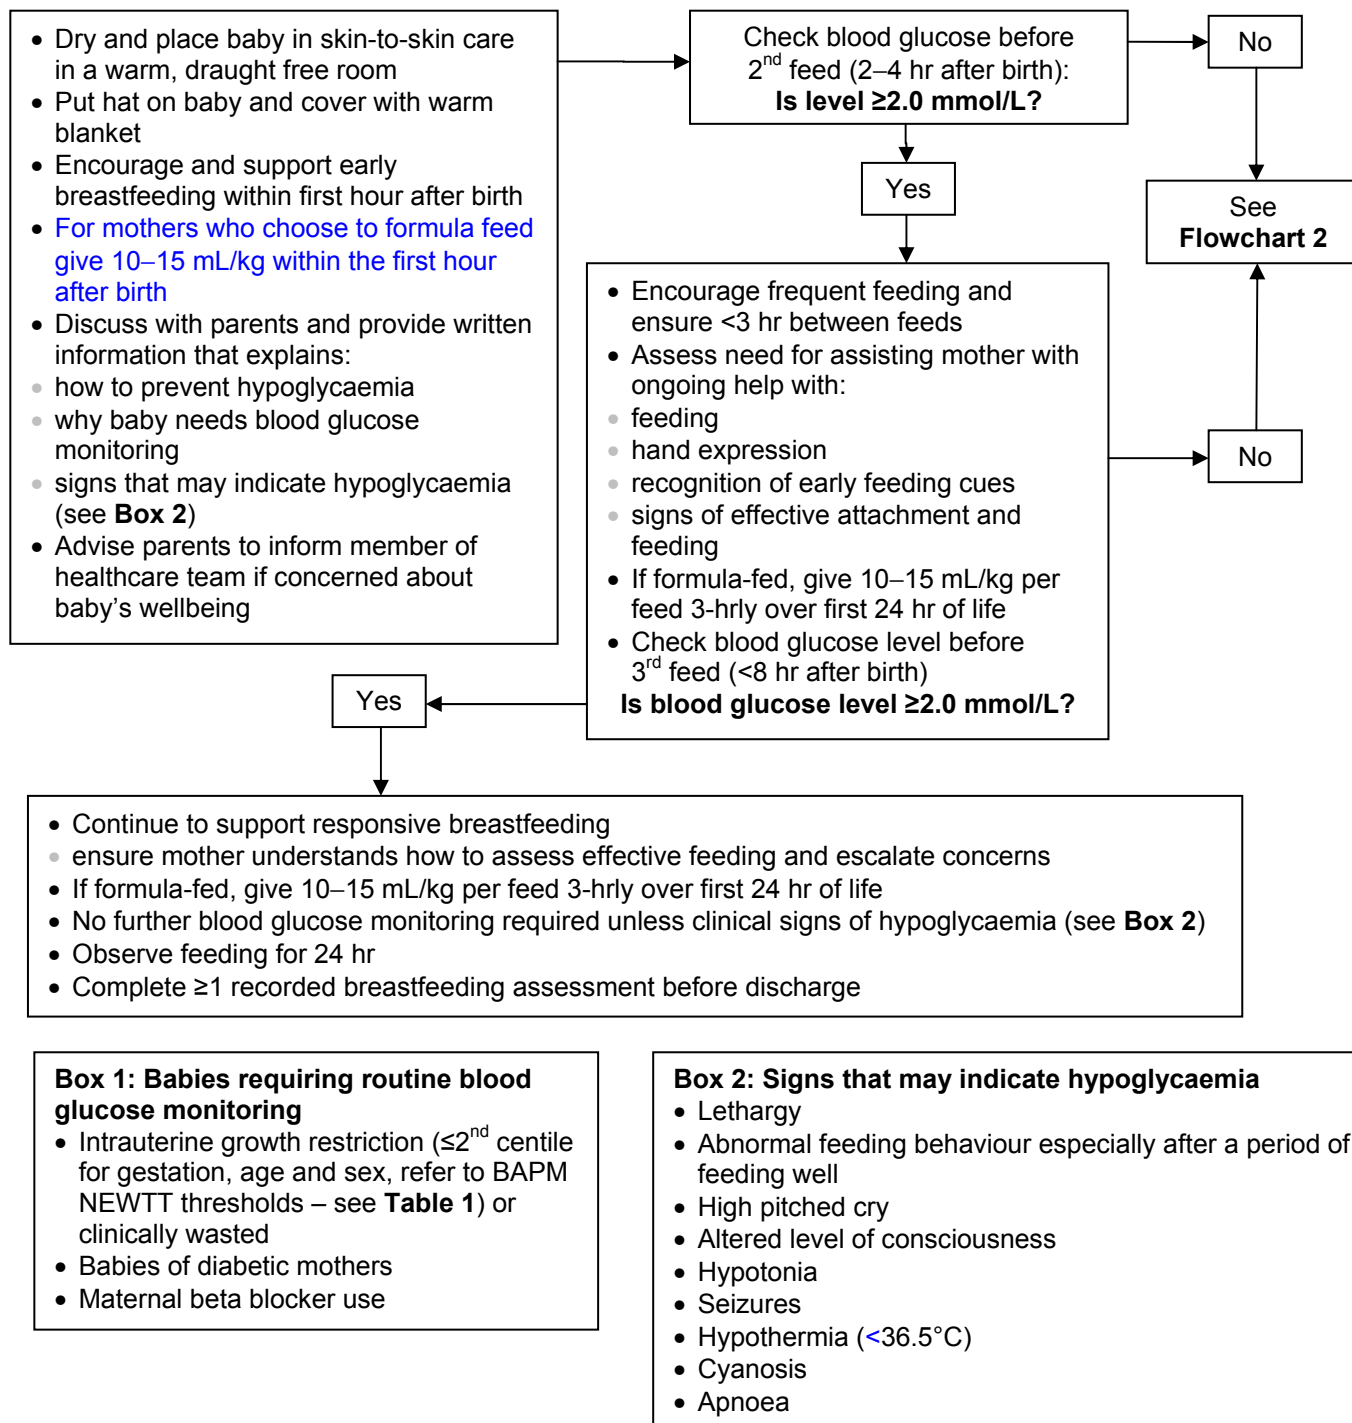 • Dry and place baby in skin-to-skin care
in a warm, draught free room
• Put hat on baby and cover with warm
blanket
• Encourage and support early
breastfeeding within first hour after birth
• For mothers who choose to formula feed
give 10–15 mL/kg within the first hour
after birth
• Discuss with parents and provide written
information that explains:
• how to prevent hypoglycaemia
• why baby needs blood glucose
monitoring
• signs that may indicate hypoglycaemia
(see Box 2)
• Advise parents to inform member of
healthcare team if concerned about
baby's wellbeing
Check blood glucose before
2nd feed (2–4 hr after birth):
Is level ≥2.0 mmol/L?
No
Yes
See
Flowchart 2
• Encourage frequent feeding and
ensure <3 hr between feeds
• Assess need for assisting mother with
ongoing help with:
• feeding
• hand expression
• recognition of early feeding cues
• signs of effective attachment and
feeding
• If formula-fed, give 10–15 mL/kg per
feed 3-hrly over first 24 hr of life
• Check blood glucose level before
3rd feed (<8 hr after birth)
Is blood glucose level ≥2.0 mmol/L?
No
Yes
• Continue to support responsive breastfeeding
• ensure mother understands how to assess effective feeding and escalate concerns
• If formula-fed, give 10–15 mL/kg per feed 3-hrly over first 24 hr of life
• No further blood glucose monitoring required unless clinical signs of hypoglycaemia (see Box 2)
• Observe feeding for 24 hr
• Complete ≥1 recorded breastfeeding assessment before discharge
Box 1: Babies requiring routine blood
glucose monitoring
• Intrauterine growth restriction (≤2nd centile
for gestation, age and sex, refer to BAPM
NEWTT thresholds – see Table 1) or
clinically wasted
• Babies of diabetic mothers
• Maternal beta blocker use
Box 2: Signs that may indicate hypoglycaemia
• Lethargy
• Abnormal feeding behaviour especially after a period of
feeding well
• High pitched cry
• Altered level of consciousness
• Hypotonia
• Seizures
• Hypothermia (<36.5°C)
• Cyanosis
• Apnoea